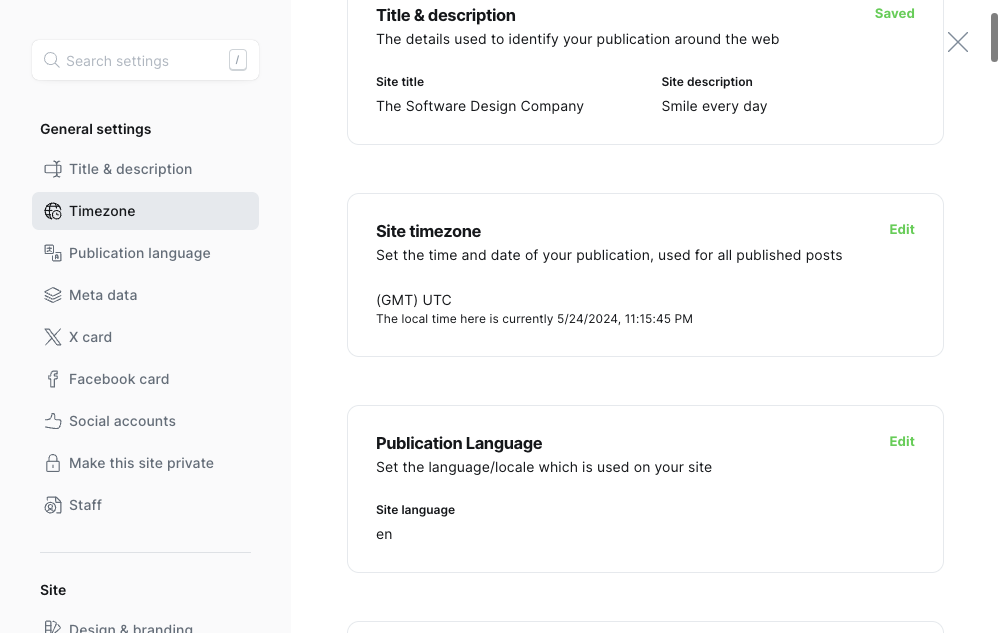 Search settings /
General settings
Title & description
Timezone
Publication language
Meta data
X card
Facebook card
Social accounts
Make this site private
Staff
Site
Design & branding
Title & description
Saved
The details used to identify your publication around the web
Site title
The Software Design Company
Site description
Smile every day
Site timezone
Edit
Set the time and date of your publication, used for all published posts
(GMT) UTC
The local time here is currently 5/24/2024, 11:15:45 PM
Publication Language
Edit
Set the language/locale which is used on your site
Site language
en